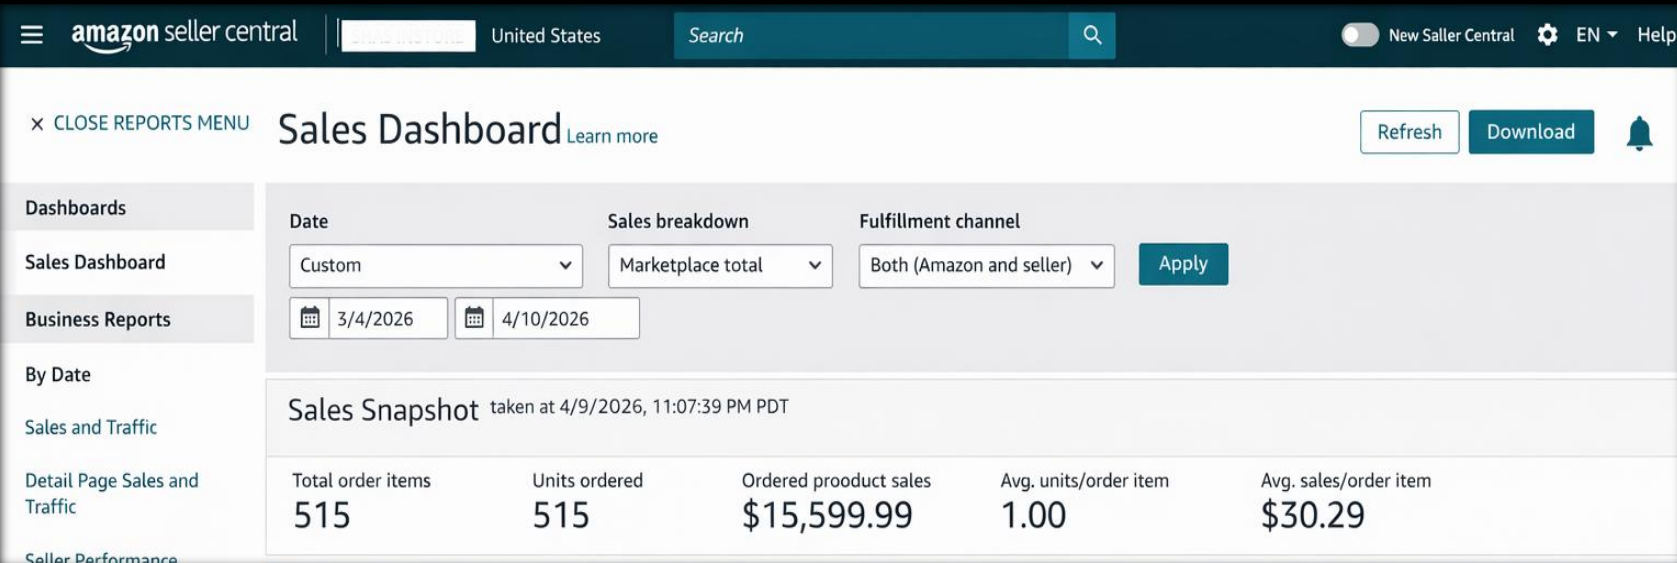 amazon seller central
United States
Search
New Saller Central
EN
Help
× CLOSE REPORTS MENU
Sales Dashboard Learn more
Refresh
Download
Dashboards
Sales Dashboard
Business Reports
By Date
Sales and Traffic
Detail Page Sales and
Traffic
Seller Performance
Date
Sales breakdown
Fulfillment channel
Custom
Marketplace total
Both (Amazon and seller)
Apply
3/4/2026
4/10/2026
Sales Snapshot taken at 4/9/2026, 11:07:39 PM PDT
Total order items
515
Units ordered
515
Ordered prooduct sales
$15,599.99
Avg. units/order item
1.00
Avg. sales/order item
$30.29